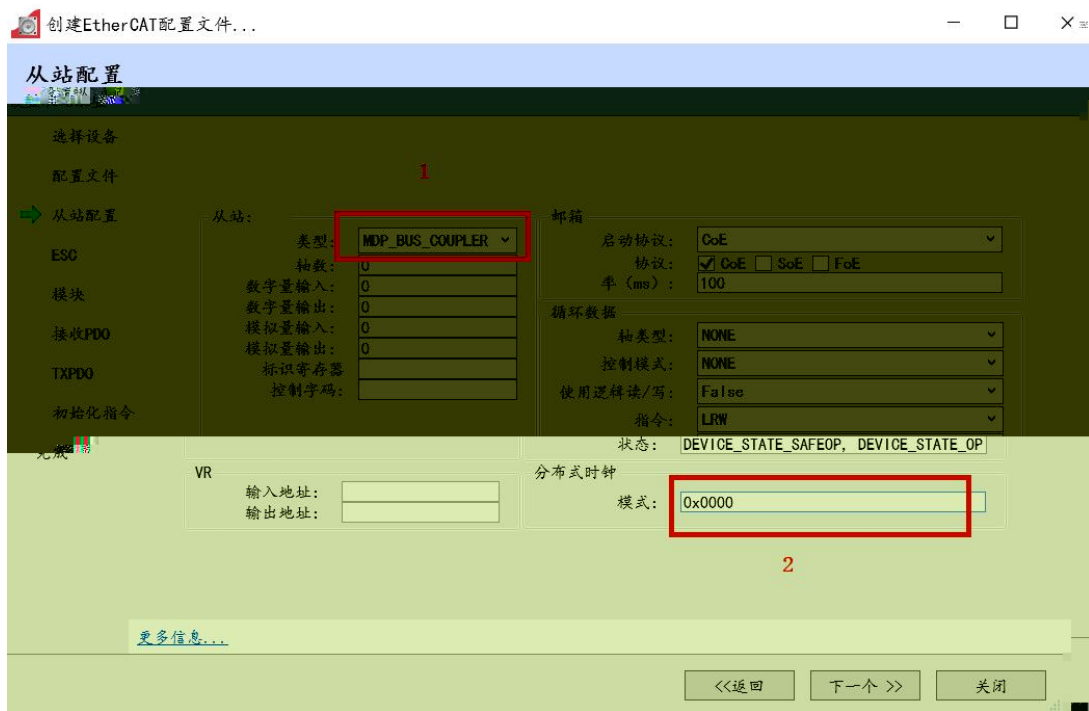 创建EtherCAT配置文件...
从站配置
选择设备
配置文件
从站配置
ESC
模块
接收PDO
TXPDO
初始化指令
完成
1
从站:
类型: MDP_BUS_COUPLER
轴数: 0
数字量输入: 0
数字量输出: 0
模拟量输入: 0
模拟量输出: 0
标识寄存器
控制字码:
邮箱
启动协议: CoE
协议: CoE SoE FoE
率 (ms) : 100
循环数据
轴类型: NONE
控制模式: NONE
使用逻辑读/写: False
指令: LRW
状态: DEVICE_STATE_SAFEOP, DEVICE_STATE_OP
VR
输入地址:
输出地址:
分布式时钟
模式: 0x0000
2
更多信息...
<<返回
下一个 >>
关闭